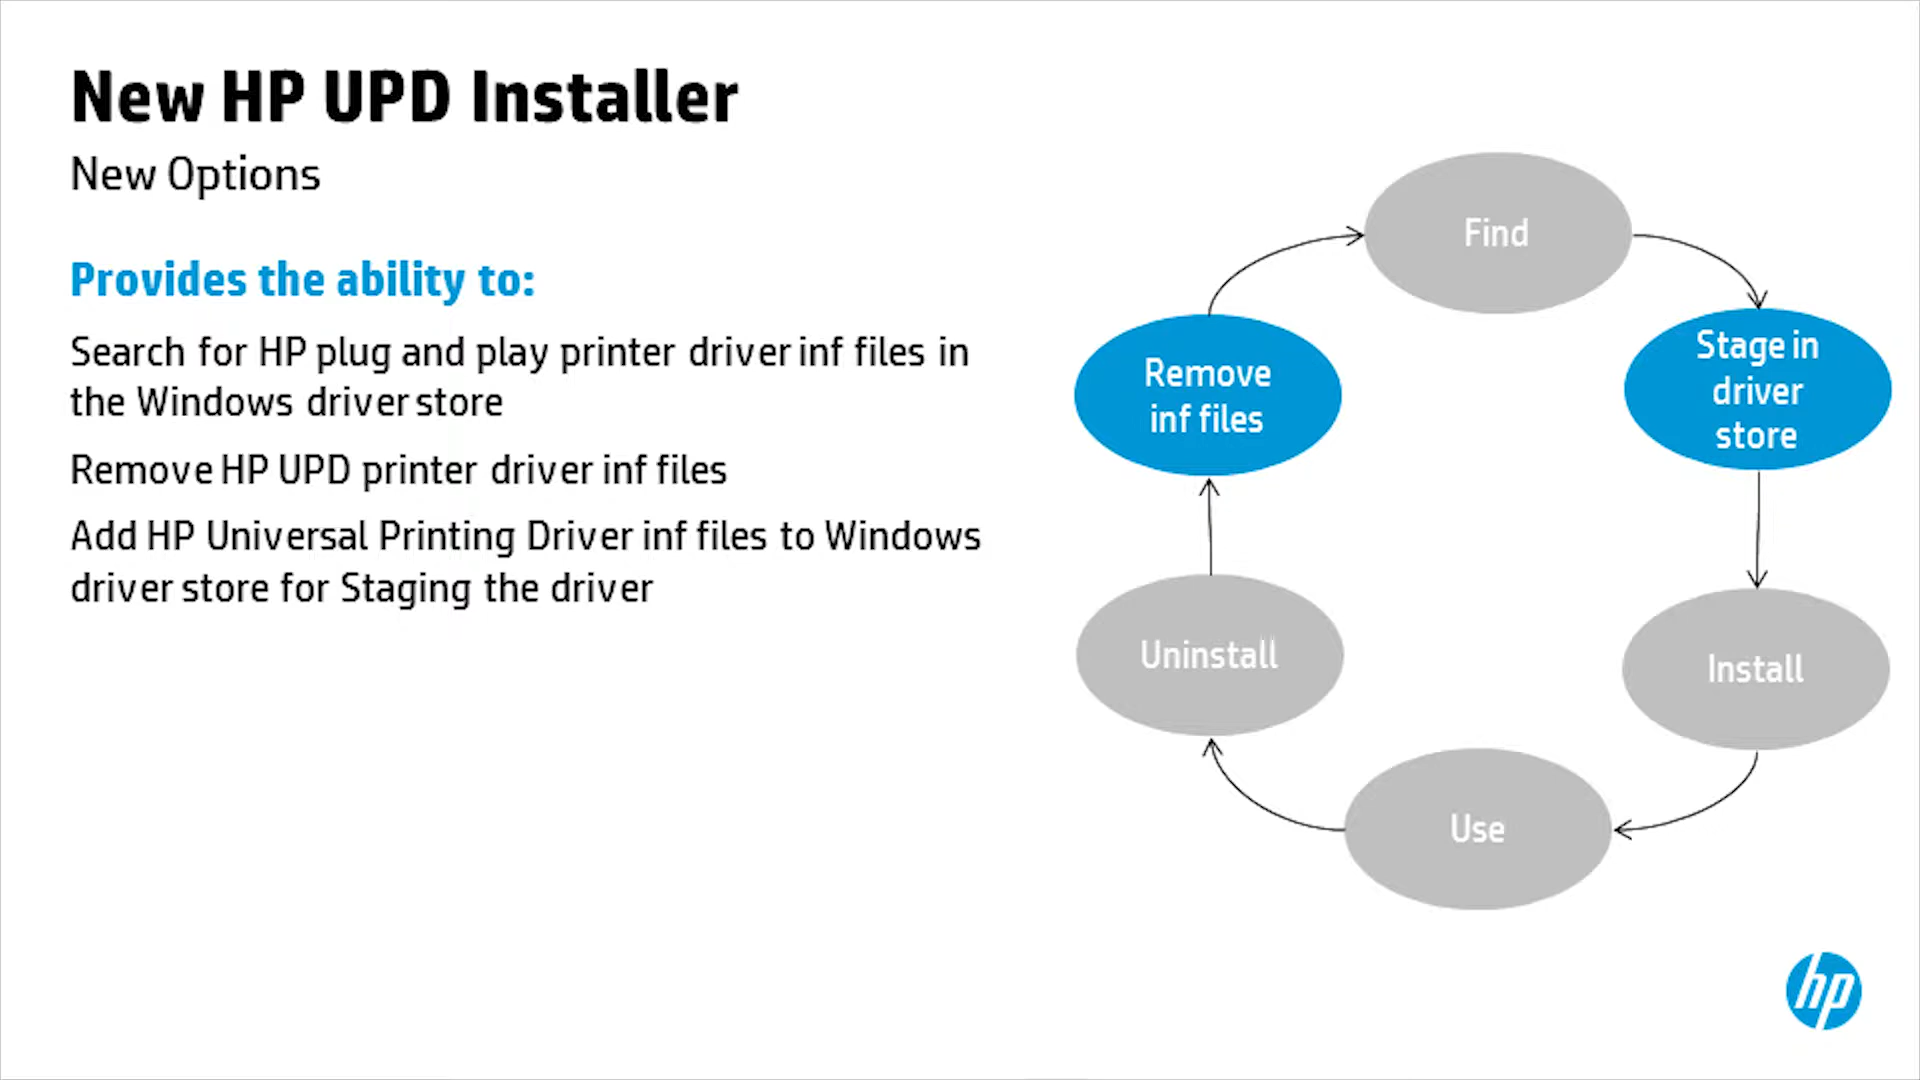 New HP UPD Installer
New Options
Provides the ability to:
Search for HP plug and play printer driver inf files in
the Windows driver store
Remove HP UPD printer driver inf files
Add HP Universal Printing Driver inf files to Windows
driver store for Staging the driver
Find
Stage in
driver
store
Install
Use
Uninstall
Remove
inf files
hp